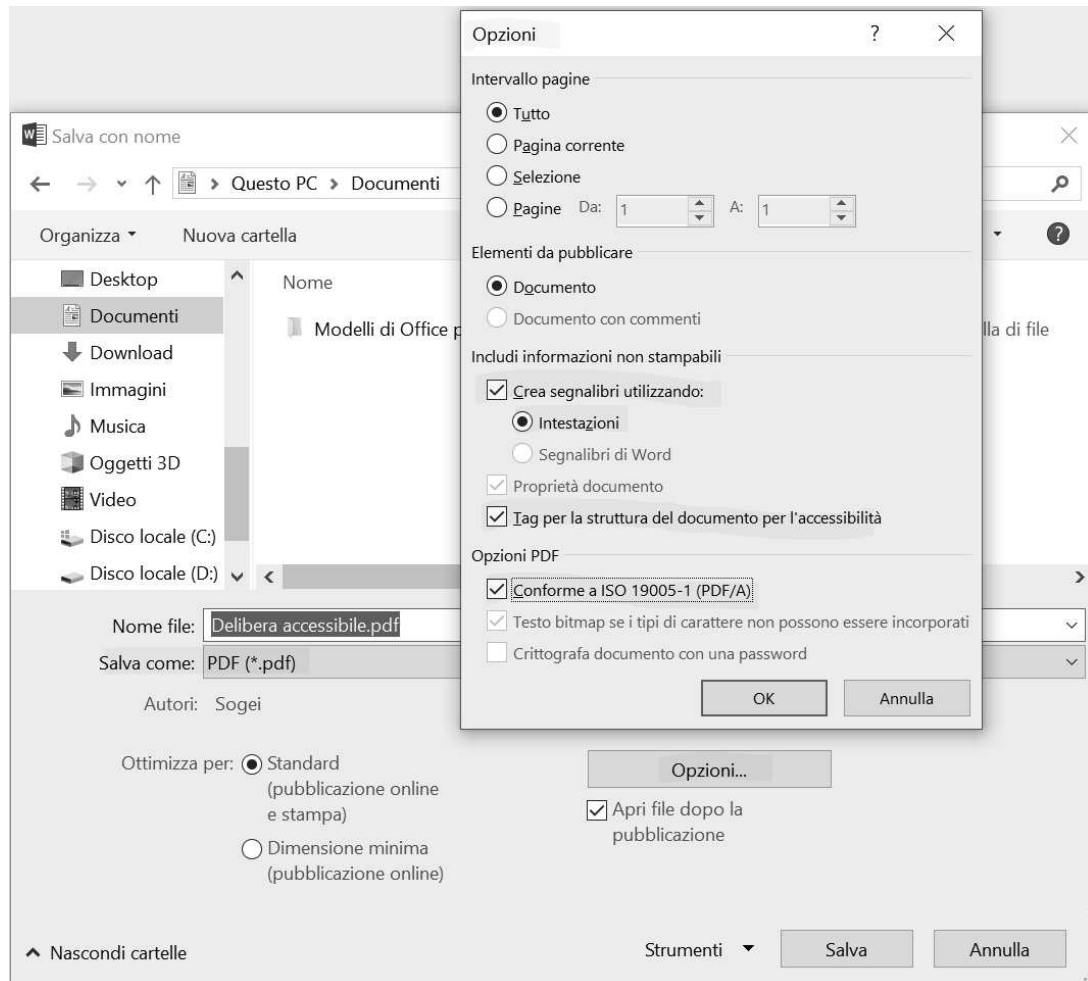 Opzioni
?
Intervallo pagine
Tutto
Pagina corrente
Selezione
Pagine Da: 1 A: 1
Elementi da pubblicare
Documento
Documento con commenti
Includi informazioni non stampabili
Crea segnalibri utilizzando:
Intestazioni
Segnalibri di Word
Proprietà documento
Tag per la struttura del documento per l'accessibilità
Opzioni PDF
Conforme a ISO 19005-1 (PDF/A)
Testo bitmap se i tipi di carattere non possono essere incorporati
Crittografa documento con una password
OK Annulla
Salva con nome
Questo PC > Documenti
Organizza Nuova cartella ?
Desktop
Documenti
Download
Immagini
Musica
Oggetti 3D
Video
Disco locale (C:)
Disco locale (D:)
Nome
Modelli di Office p lla di file
Nome file: Delibera accessibile.pdf
Salva come: PDF (*.pdf)
Autori: Sogei
Ottimizza per: Standard
(pubblicazione online
e stampa)
Dimensione minima
(pubblicazione online)
Opzioni...
Apri file dopo la
pubblicazione
Nascondi cartelle Strumenti Salva Annulla